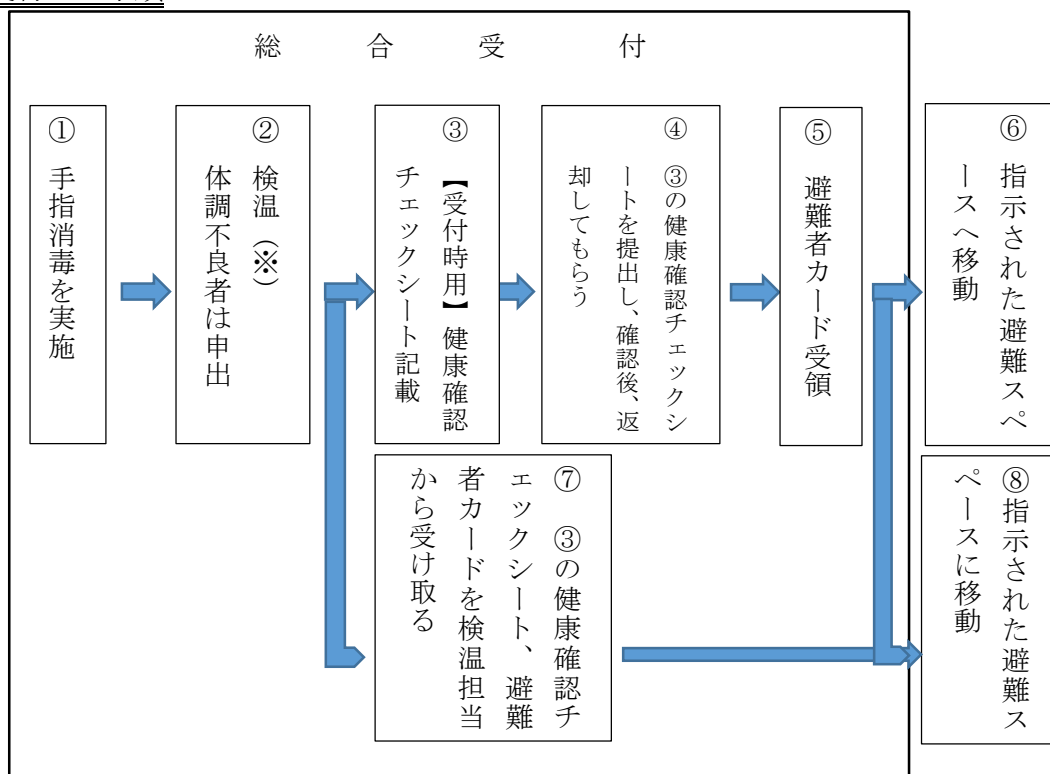 総合受付
① 手指消毒を実施
② 検温（※）
体調不良者は申出
③ 【受付時用】健康確認
チェックシート記載
④ ③の健康確認チェックシ
ートを提出し、確認後、返
却してもらう
⑤ 避難者カード受領
⑥ 指示された避難スペ
ースへ移動
⑦ ③の健康確認チ
ェックシート、避難
者カードを検温担当
から受け取る
⑧指示された避難ス
ペースに移動